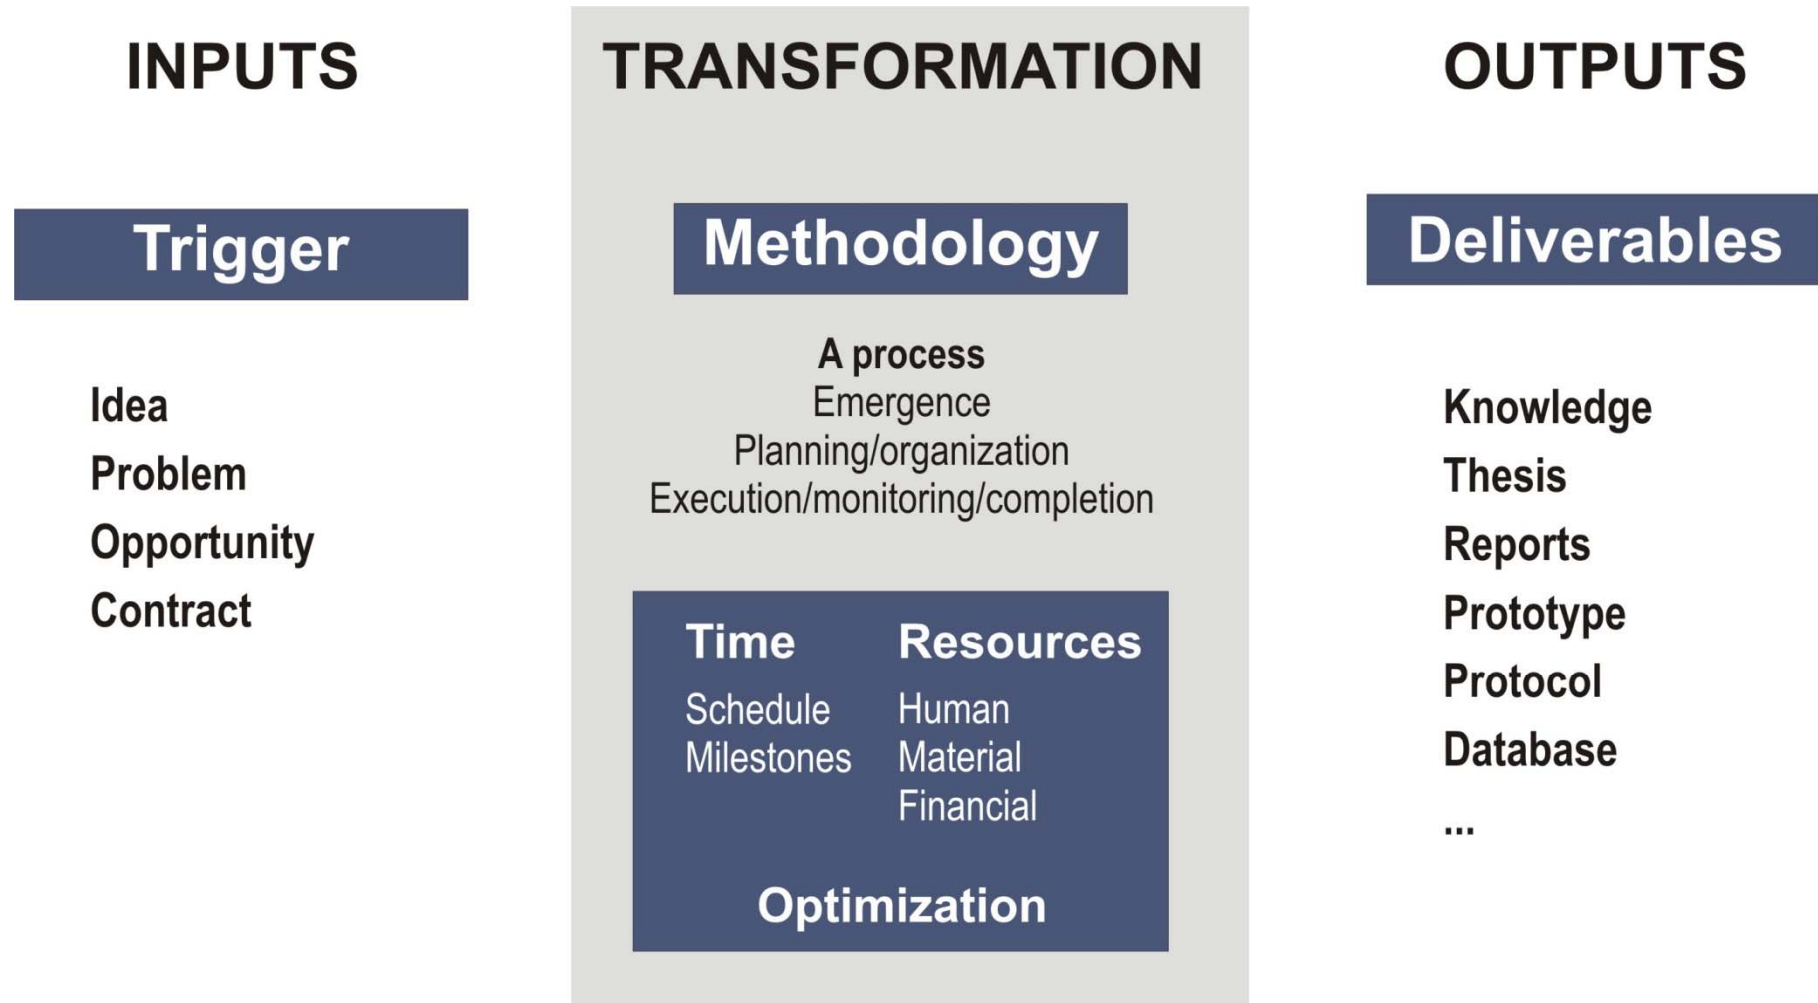 INPUTS
Trigger
Idea
Problem
Opportunity
Contract
TRANSFORMATION
Methodology
A process
Emergence
Planning/organization
Execution/monitoring/completion
Time
Schedule
Milestones
Resources
Human
Material
Financial
Optimization
OUTPUTS
Deliverables
Knowledge
Thesis
Reports
Prototype
Protocol
Database
...